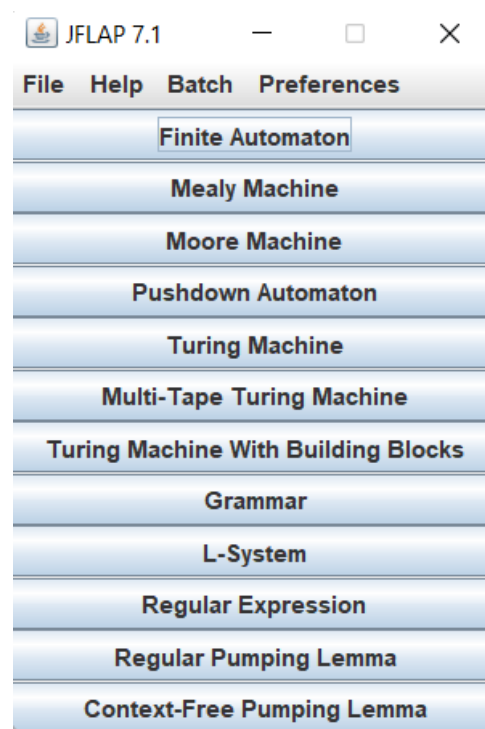 JFLAP 7.1
File Help Batch Preferences
Finite Automaton
Mealy Machine
Moore Machine
Pushdown Automaton
Turing Machine
Multi-Tape Turing Machine
Turing Machine With Building Blocks
Grammar
L-System
Regular Expression
Regular Pumping Lemma
Context-Free Pumping Lemma